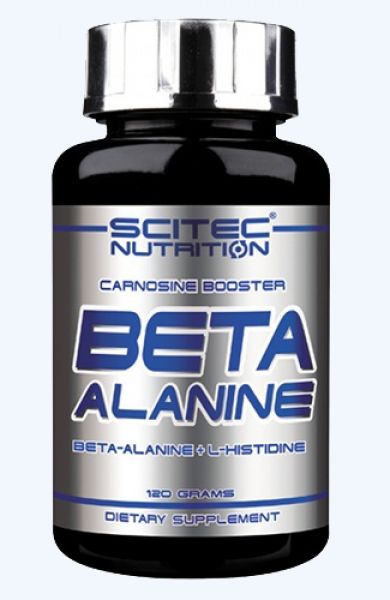 SCITEC®
NUTRITION
CARNOSINE BOOSTER
BETA
ALANINE
BETA-ALANINE + L-HISTIDINE
120 GRAMS
DIETARY SUPPLEMENT